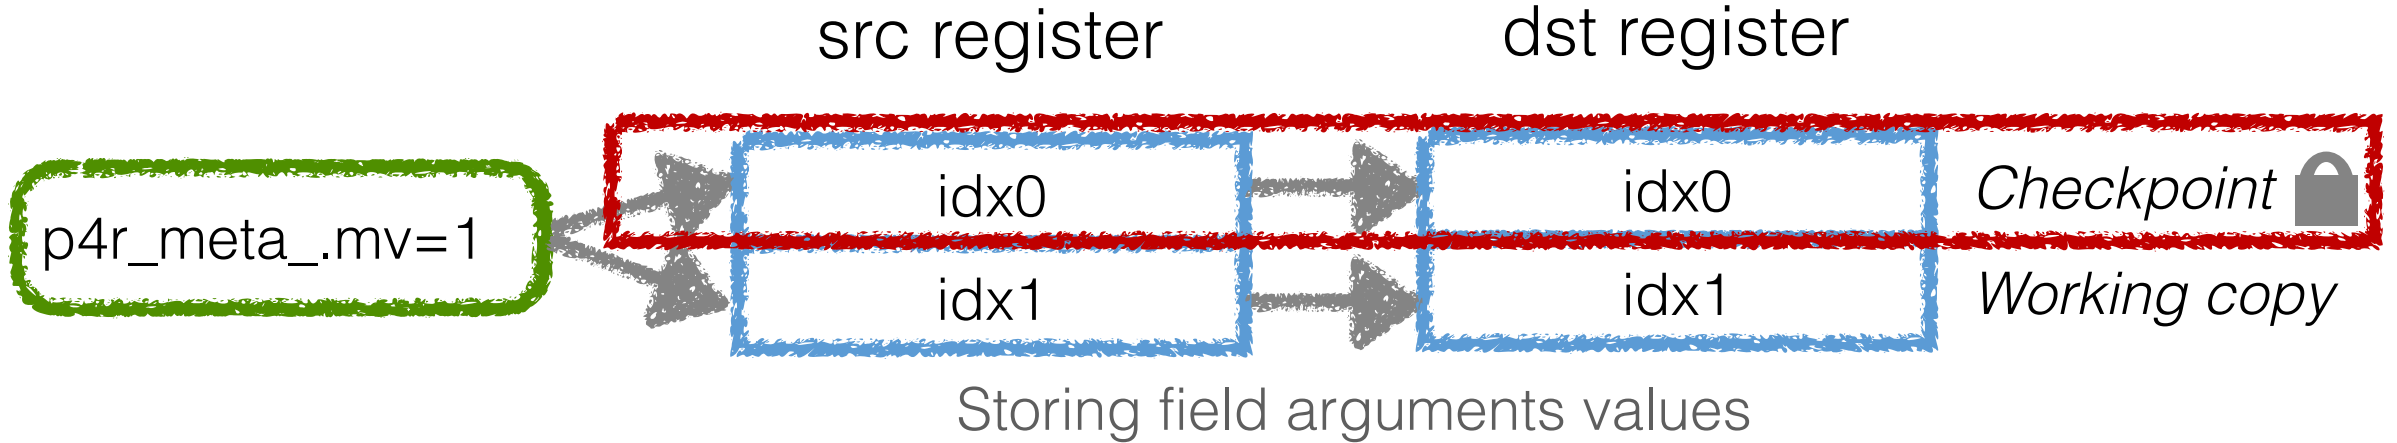 src register
dst register
p4r_meta_.mv=1
idx0
idx0
Checkpoint
idx1
idx1
Working copy
Storing field arguments values